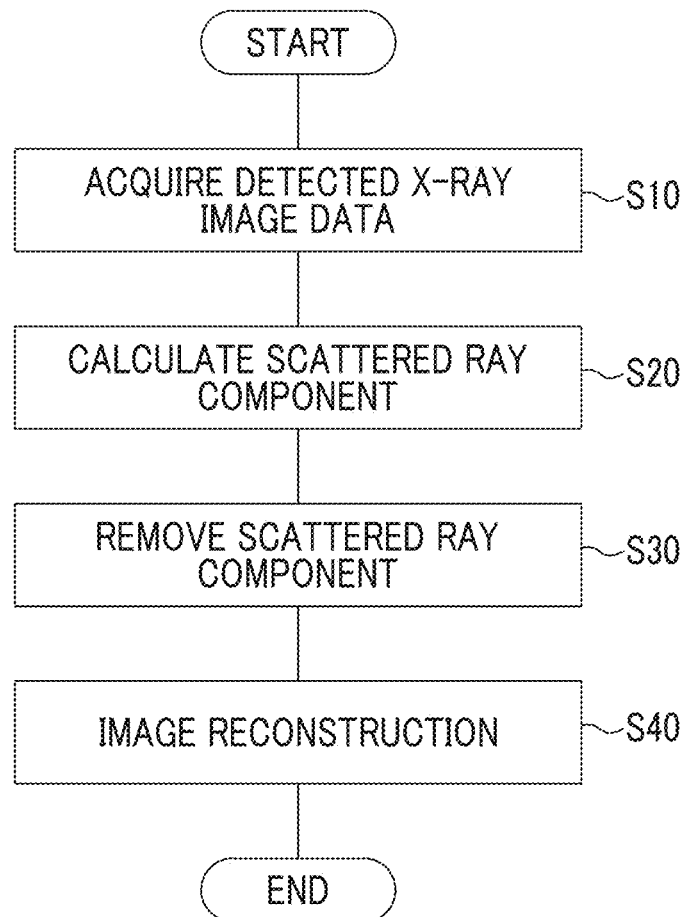 START
ACQUIRE DETECTED X-RAY
IMAGE DATA
S10
CALCULATE SCATTERED RAY
COMPONENT
S20
REMOVE SCATTERED RAY
COMPONENT
S30
IMAGE RECONSTRUCTION
S40
END